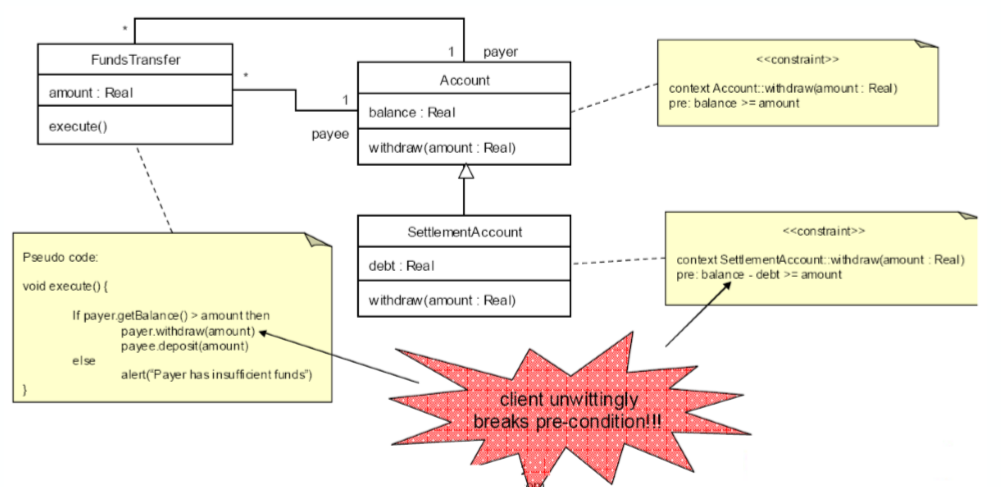 *
1 payer
FundsTransfer
amount : Real
execute()
*
1
payee
Account
balance : Real
withdraw(amount : Real)
<<constraint>>
context Account::withdraw(amount : Real)
pre: balance >= amount
SettlementAccount
debt : Real
withdraw(amount : Real)
<<constraint>>
context SettlementAccount::withdraw(amount : Real)
pre: balance - debt >= amount
Pseudo code:
void execute() {
If payer.getBalance() > amount then
payer.withdraw(amount)
payee.deposit(amount)
else
alert("Payer has insufficient funds")
}
client unwittingly
breaks pre-condition!!!